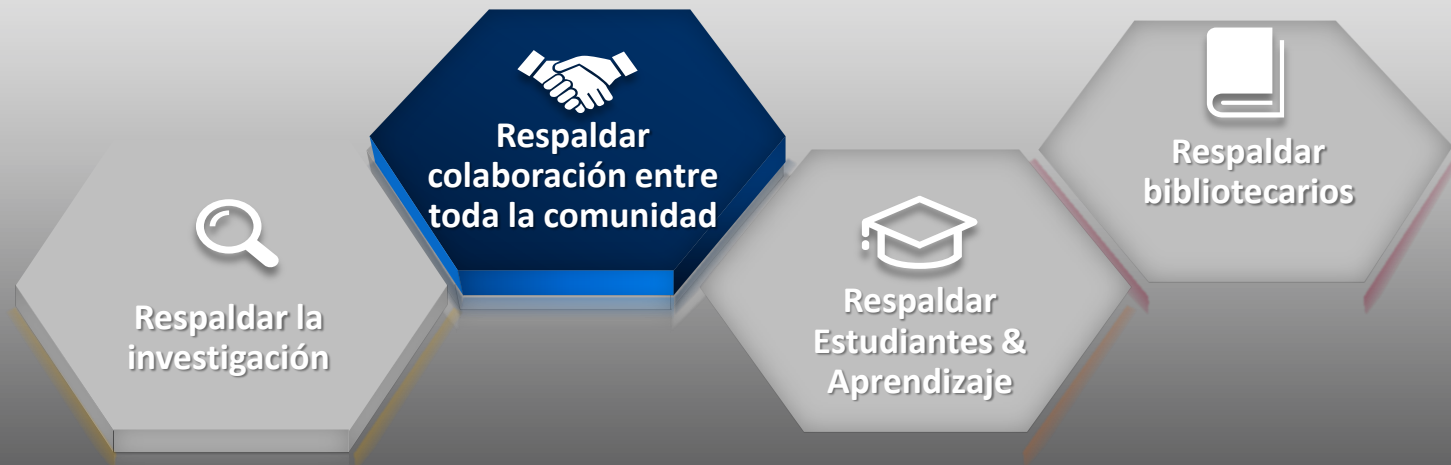 Respaldar la
investigación
Respaldar
colaboración entre
toda la comunidad
Respaldar
Estudiantes &
Aprendizaje
Respaldar
bibliotecarios